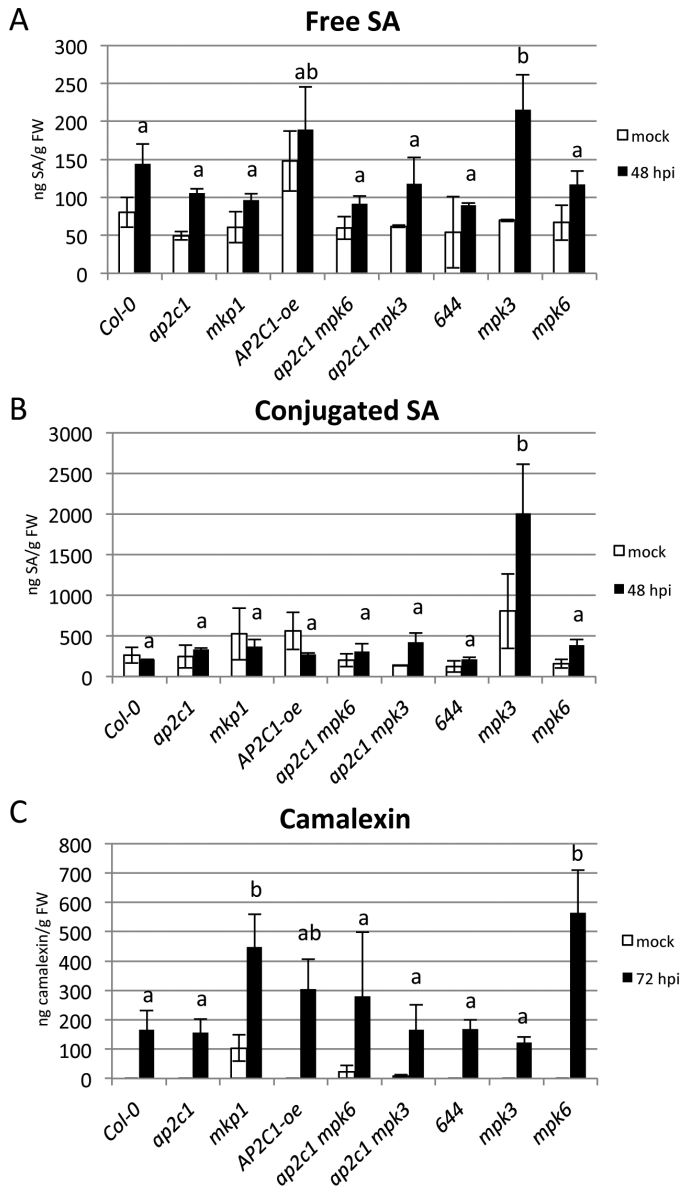 A
Free SA
ng SA/g FW
300
250
200
150
100
50
0
a
a
a
ab
a
a
a
b
a
mock
48 hpi
Col-0
ap2c1
mkp1
AP2C1-oe
ap2c1 mpk6
ap2c1 mpk3
644
mpk3
mpk6
B
Conjugated SA
ng SA/g FW
3000
2500
2000
1500
1000
500
0
a
a
a
a
a
a
a
b
a
mock
48 hpi
Col-0
ap2c1
mkp1
AP2C1-oe
ap2c1 mpk6
ap2c1 mpk3
644
mpk3
mpk6
C
Camalexin
ng camalexin/g FW
800
700
600
500
400
300
200
100
0
a
a
b
ab
a
a
a
a
b
mock
72 hpi
Col-0
ap2c1
mkp1
AP2C1-oe
ap2c1 mpk6
ap2c1 mpk3
644
mpk3
mpk6